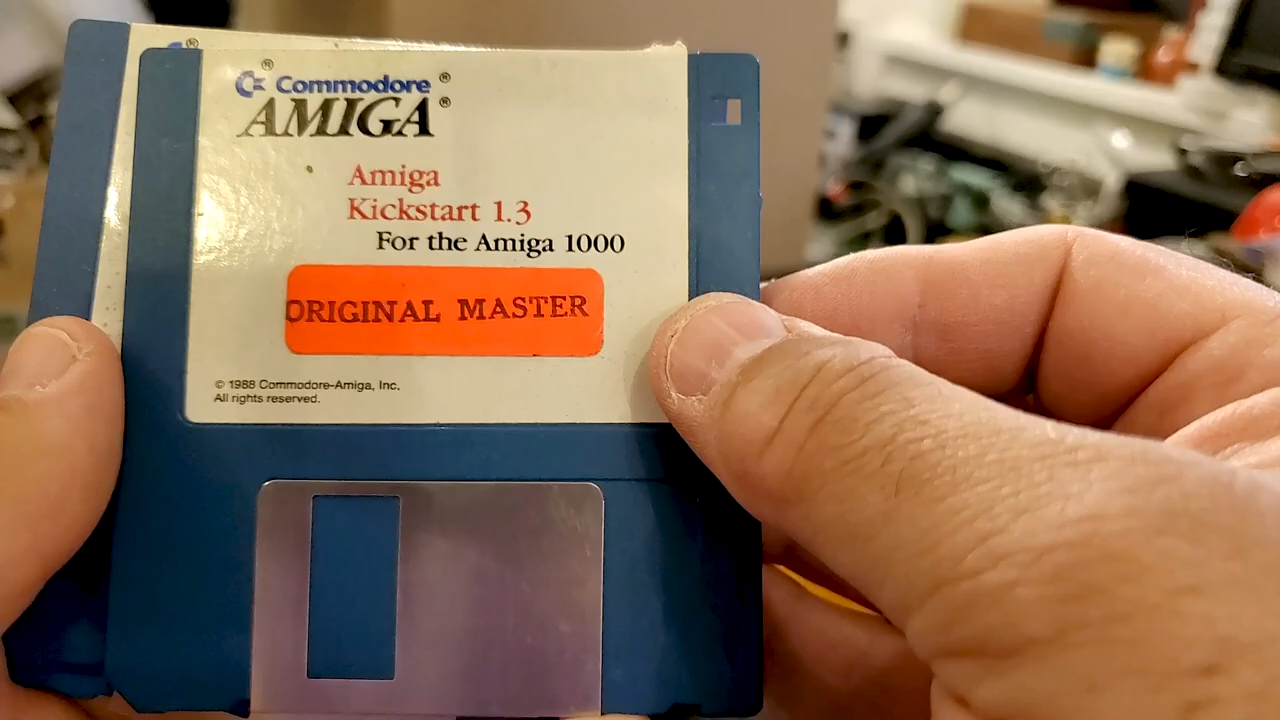 Commodore ®
AMIGA ®
Amiga
Kickstart 1.3
For the Amiga 1000
ORIGINAL MASTER
© 1988 Commodore-Amiga, Inc.
All rights reserved.